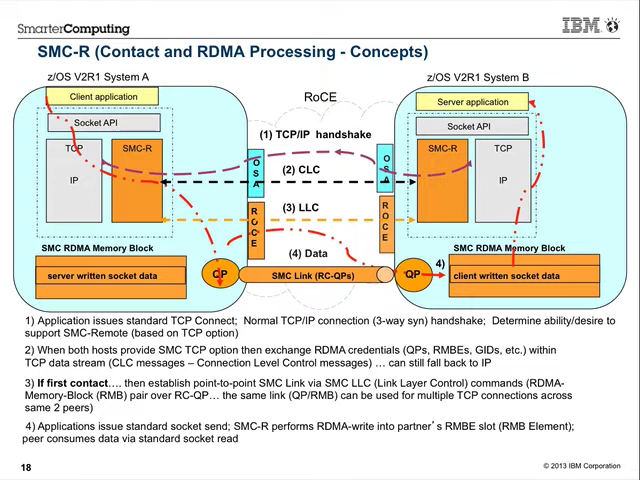 SmarterComputing
IBM
SMC-R (Contact and RDMA Processing - Concepts)
z/OS V2R1 System A
z/OS V2R1 System B
Client application
RoCE
Server application
Socket API
(1) TCP/IP handshake
Socket API
TCP
SMC-R
OSA
(2) CLC
OSA
SMC-R
TCP
IP
IP
ROCE
(3) LLC
ROCE
SMC RDMA Memory Block
(4) Data
SMC RDMA Memory Block
4)
server written socket data
QP
SMC Link (RC-QPs)
QP
client written socket data
1) Application issues standard TCP Connect; Normal TCP/IP connection (3-way syn) handshake; Determine ability/desire to
support SMC-Remote (based on TCP option)
2) When both hosts provide SMC TCP option then exchange RDMA credentials (QPs, RMBEs, GIDs, etc.) within
TCP data stream (CLC messages – Connection Level Control messages) … can still fall back to IP
3) If first contact…. then establish point-to-point SMC Link via SMC LLC (Link Layer Control) commands (RDMA-
Memory-Block (RMB) pair over RC-QP… the same link (QP/RMB) can be used for multiple TCP connections across
same 2 peers)
4) Applications issue standard socket send; SMC-R performs RDMA-write into partner's RMBE slot (RMB Element);
peer consumes data via standard socket read
18
© 2013 IBM Corporation